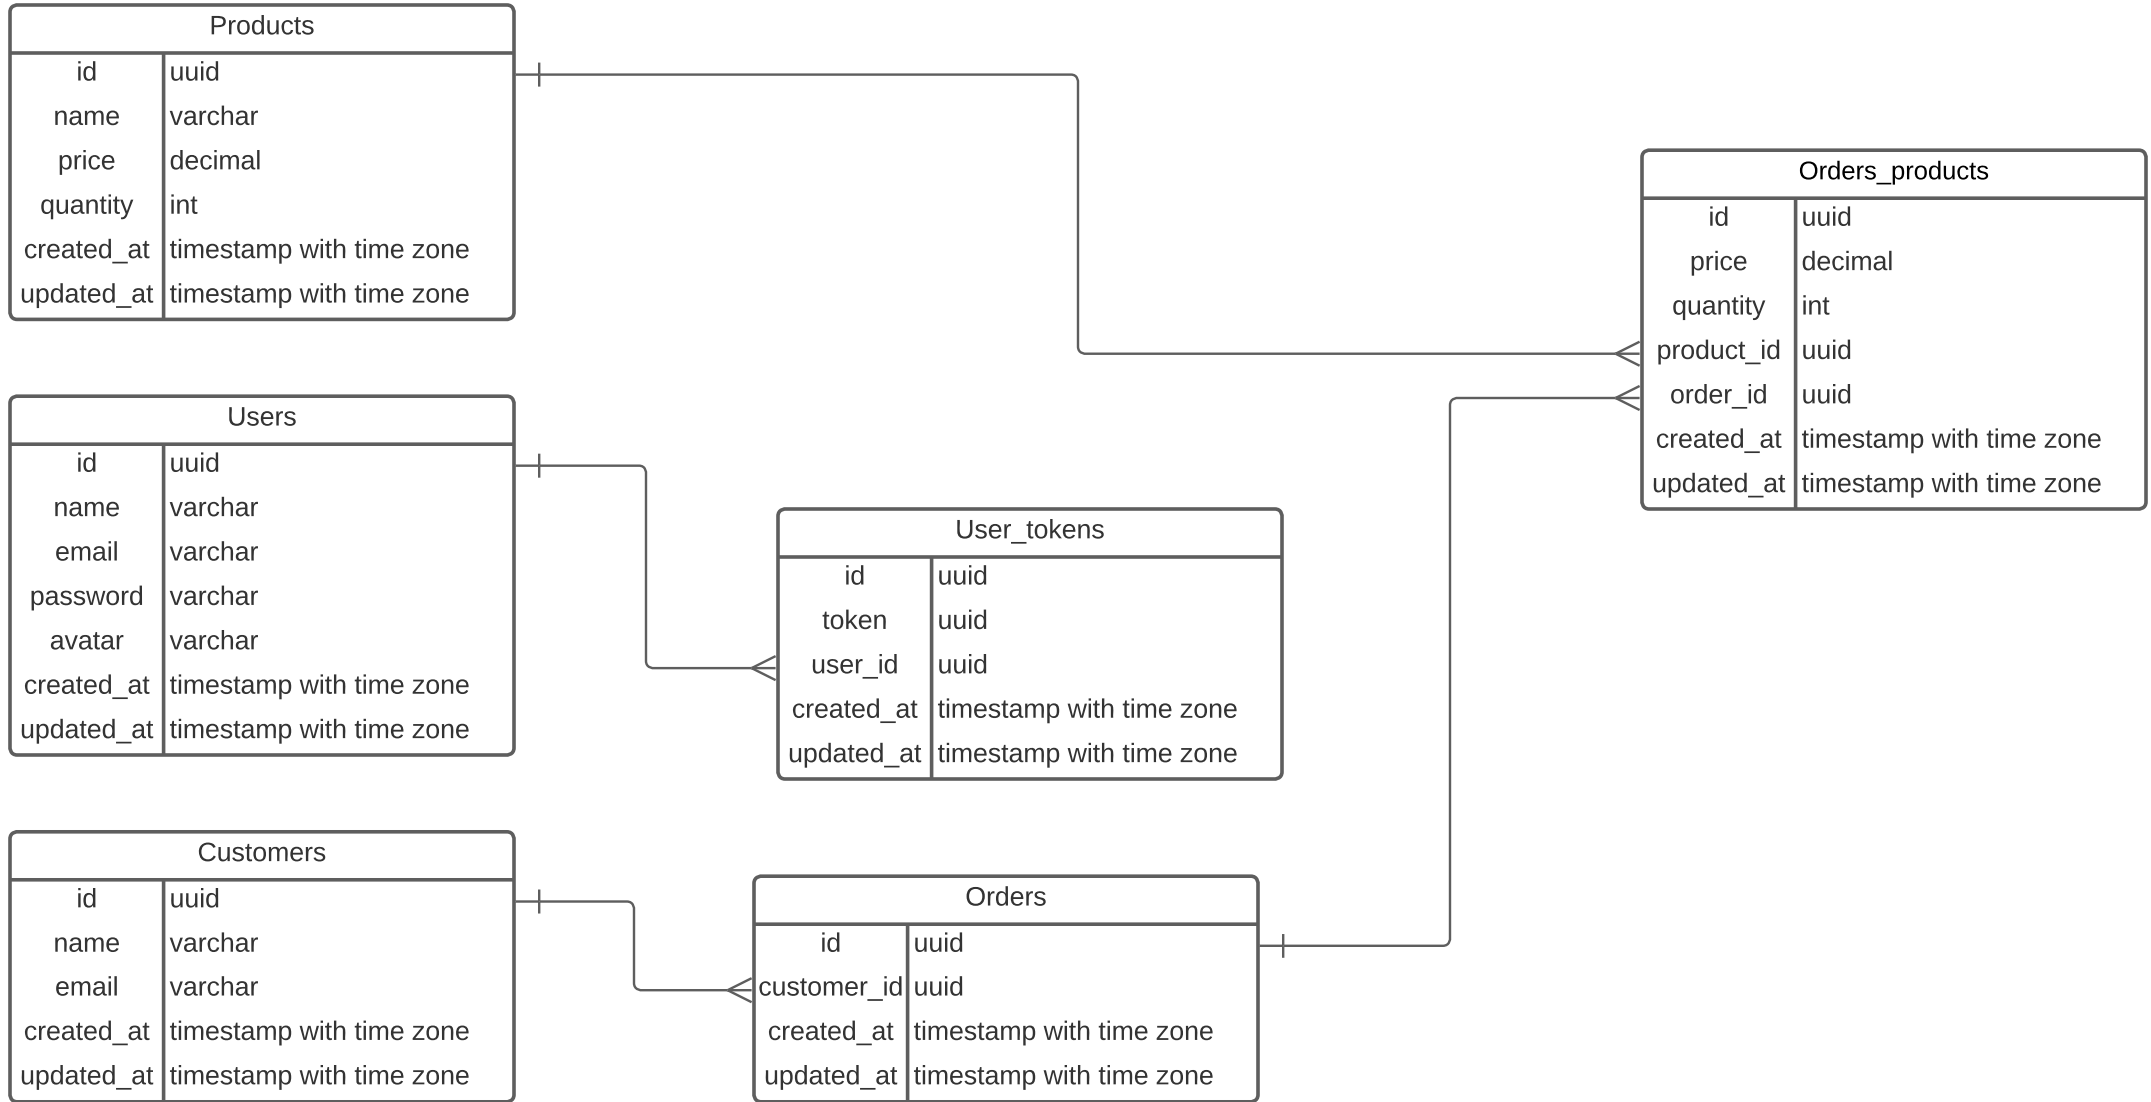 Products
id uuid
name varchar
price decimal
quantity int
created_at timestamp with time zone
updated_at timestamp with time zone
Users
id uuid
name varchar
email varchar
password varchar
avatar varchar
created_at timestamp with time zone
updated_at timestamp with time zone
Customers
id uuid
name varchar
email varchar
created_at timestamp with time zone
updated_at timestamp with time zone
User_tokens
id uuid
token uuid
user_id uuid
created_at timestamp with time zone
updated_at timestamp with time zone
Orders
id uuid
customer_id uuid
created_at timestamp with time zone
updated_at timestamp with time zone
Orders_products
id uuid
price decimal
quantity int
product_id uuid
order_id uuid
created_at timestamp with time zone
updated_at timestamp with time zone